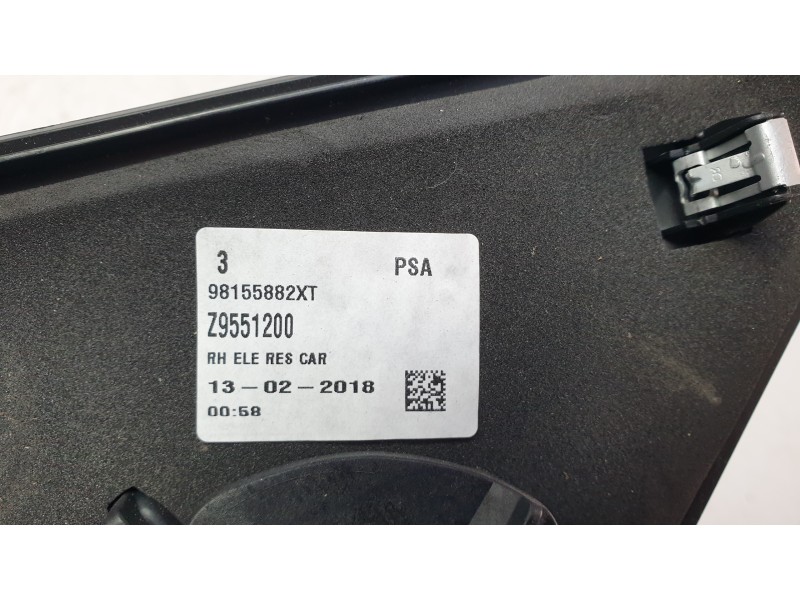 3 PSA
98155882XT
Z9551200
RH ELE RES CAR
13-02-2018
00:58